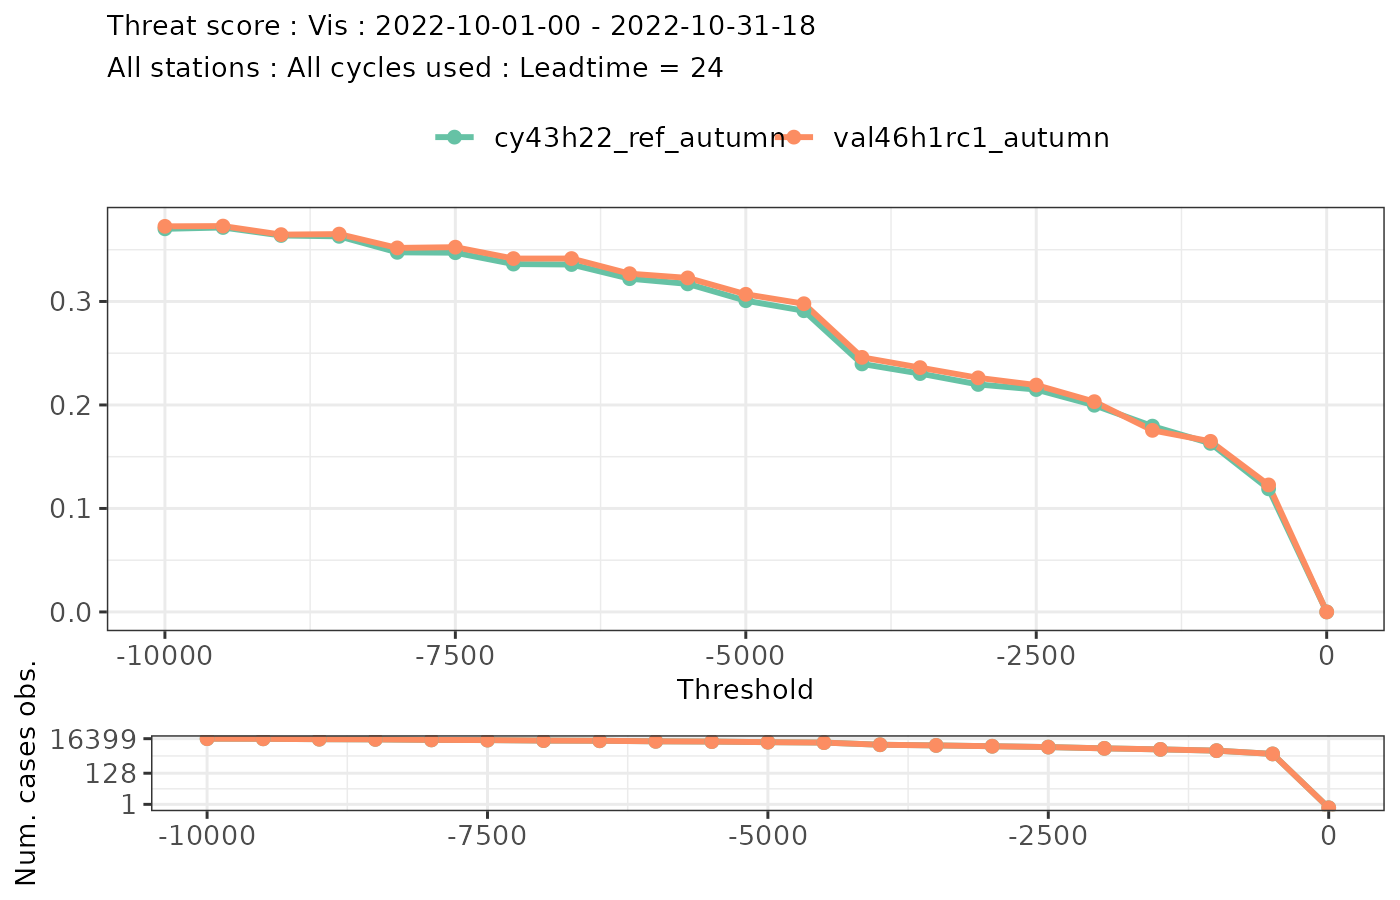 Threat score : Vis : 2022-10-01-00 - 2022-10-31-18
All stations : All cycles used : Leadtime = 24
cy43h22_ref_autumn val46h1rc1_autumn
0.3
0.2
0.1
0.0
-10000 -7500 -5000 -2500 0
Threshold
Num. cases obs.
16399
128
1
-10000 -7500 -5000 -2500 0